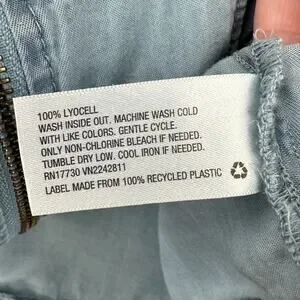 100% LYOCELL
WASH INSIDE OUT. MACHINE WASH COLD
WITH LIKE COLORS. GENTLE CYCLE.
ONLY NON-CHLORINE BLEACH IF NEEDED.
TUMBLE DRY LOW. COOL IRON IF NEEDED.
RN17730 VN2242811
LABEL MADE FROM 100% RECYCLED PLASTIC